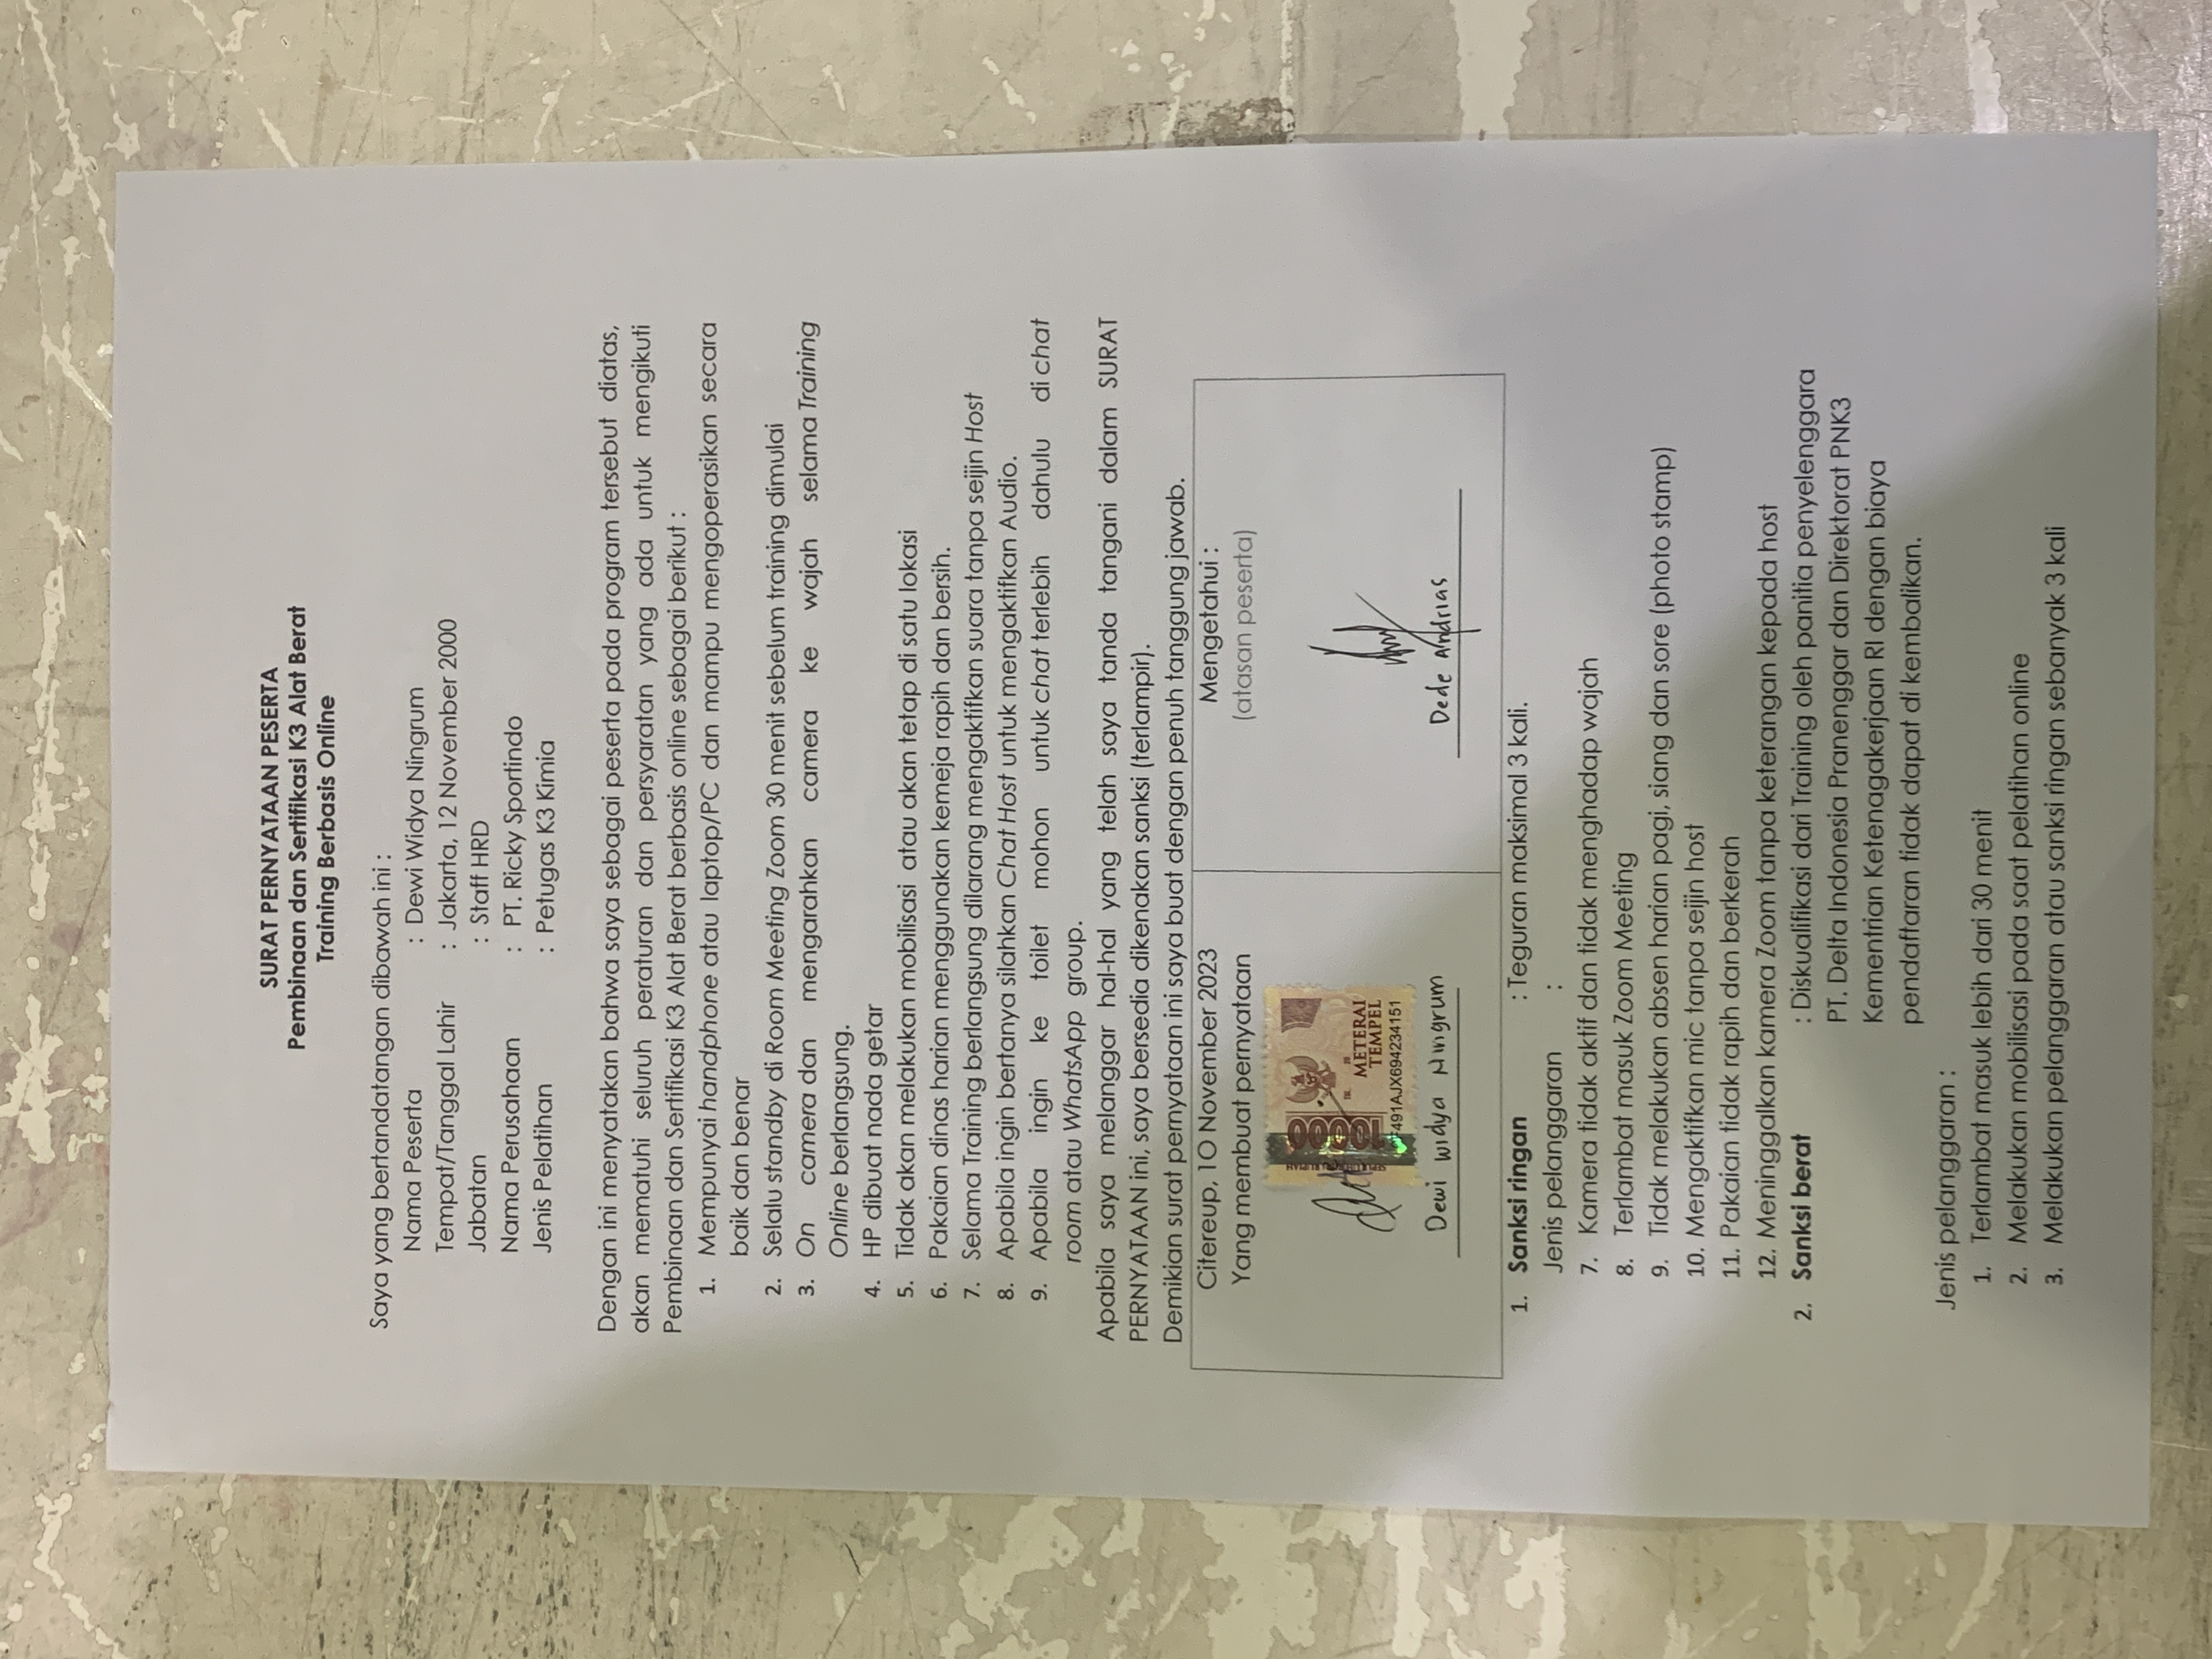 SURAT PERNYATAAN PESERTA
Pembinaan dan Sertifikasi K3 Alat Berat
Training Berbasis Online
Saya yang bertandatangan dibawah ini :
Nama Peserta : Dewi Widya Ningrum
Tempat/Tanggal Lahir : Jakarta, 12 November 2000
Jabatan : Staff HRD
Nama Perusahaan : PT. Ricky Sportindo
Jenis Pelatihan : Petugas K3 Kimia
Dengan ini menyatakan bahwa saya sebagai peserta pada program tersebut diatas,
akan mematuhi seluruh peraturan dan persyaratan yang ada untuk mengikuti
Pembinaan dan Sertifikasi K3 Alat Berat berbasis online sebagai berikut :
1. Mempunyai handphone atau laptop/PC dan mampu mengoperasikan secara
baik dan benar
2. Selalu standby di Room Meeting Zoom 30 menit sebelum training dimulai
3. On camera dan mengarahkan camera ke wajah selama Training
Online berlangsung.
4. HP dibuat nada getar
5. Tidak akan melakukan mobilisasi atau akan tetap di satu lokasi
6. Pakaian dinas harian menggunakan kemeja rapih dan bersih.
7. Selama Training berlangsung dilarang mengaktifkan suara tanpa seijin Host
8. Apabila ingin bertanya silahkan Chat Host untuk mengaktifkan Audio.
9. Apabila ingin ke toilet mohon untuk chat terlebih dahulu di chat
room atau WhatsApp group.
Apabila saya melanggar hal-hal yang telah saya tanda tangani dalam SURAT
PERNYATAAN ini, saya bersedia dikenakan sanksi (terlampir).
Demikian surat pernyataan ini saya buat dengan penuh tanggung jawab.
Citereup, 1O November 2023
Yang membuat pernyataan
10000
METERAI
TEMPEL
491AJX694234151
Dewi Widya Ningrum
Mengetahui :
(atasan peserta)
Dede Andrias
1. Sanksi ringan : Teguran maksimal 3 kali.
Jenis pelanggaran :
7. Kamera tidak aktif dan tidak menghadap wajah
8. Terlambat masuk Zoom Meeting
9. Tidak melakukan absen harian pagi, siang dan sore (photo stamp)
10. Mengaktifkan mic tanpa seijin host
11. Pakaian tidak rapih dan berkerah
12. Meninggalkan kamera Zoom tanpa keterangan kepada host
2. Sanksi berat : Diskualifikasi dari Training oleh panitia penyelenggara
PT. Delta Indonesia Pranenggar dan Direktorat PNK3
Kementrian Ketenagakerjaan RI dengan biaya
pendaftaran tidak dapat di kembalikan.
Jenis pelanggaran :
1. Terlambat masuk lebih dari 30 menit
2. Melakukan mobilisasi pada saat pelatihan online
3. Melakukan pelanggaran atau sanksi ringan sebanyak 3 kali